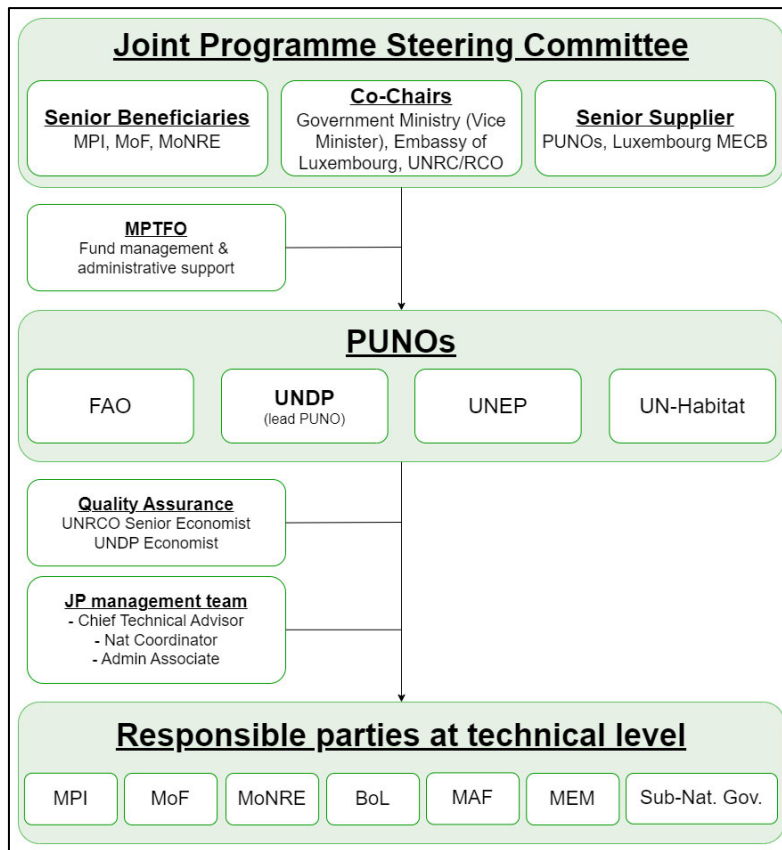 Joint Programme Steering Committee
Senior Beneficiaries
MPI, MoF, MoNRE
Co-Chairs
Government Ministry (Vice
Minister), Embassy of
Luxembourg, UNRC/RCO
Senior Supplier
PUNOs, Luxembourg MECB
MPTFO
Fund management &
administrative support
PUNOs
FAO
UNDP
(lead PUNO)
UNEP
UN-Habitat
Quality Assurance
UNRCO Senior Economist
UNDP Economist
JP management team
- Chief Technical Advisor
- Nat Coordinator
- Admin Associate
Responsible parties at technical level
MPI
MoF
MoNRE
BoL
MAF
MEM
Sub-Nat. Gov.